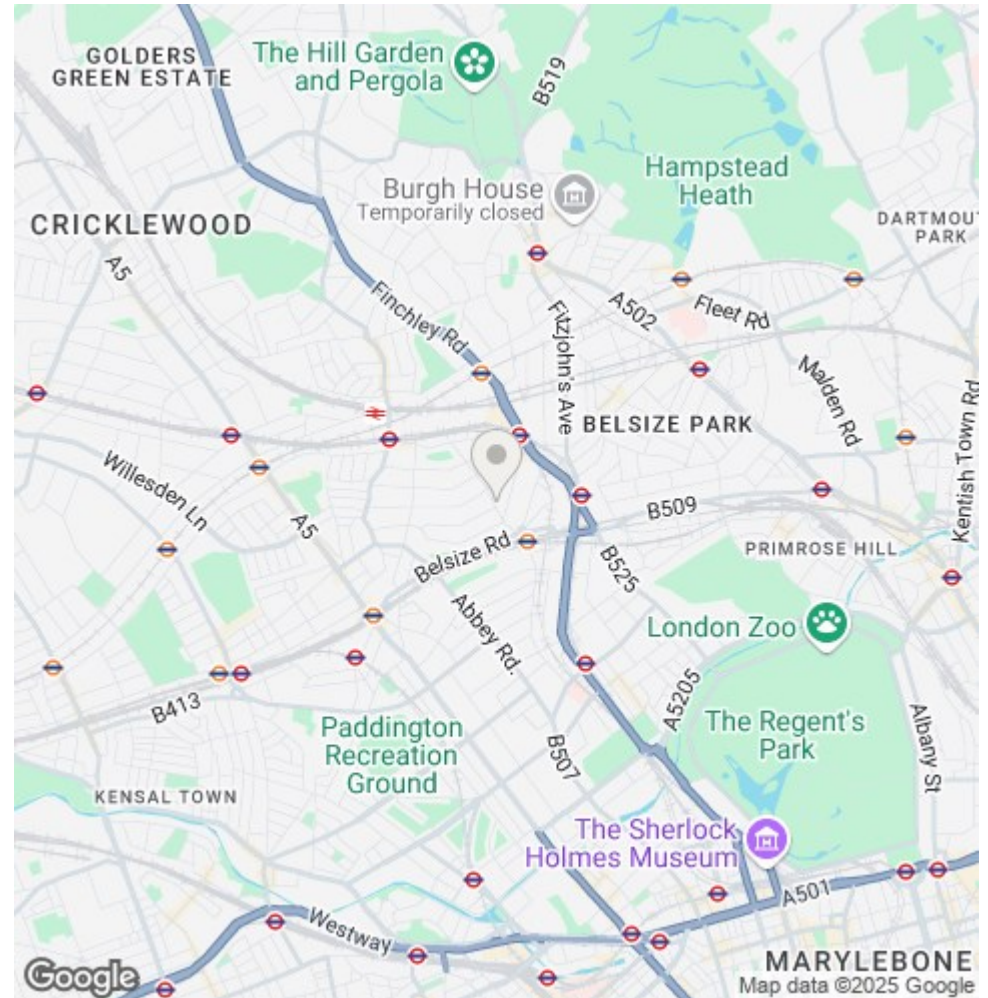 GOLDERS
GREEN ESTATE
The Hill Garden
and Pergola
B519
Hampstead
Heath
Burgh House
Temporarily closed
DARTMOU
PARK
CRICKLEWOOD
A5
Finchley Rd
A502
Fleet Rd
Fitzjohn's Ave
Malden Rd
Kentish Town Rd
BELSIZE PARK
Willesden Ln
A5
B509
Belsize Rd
B525
PRIMROSE HILL
Abbey Rd.
London Zoo
A5205
B413
Paddington
Recreation
Ground
The Regent's
Park
Albany St
B507
KENSAL TOWN
The Sherlock
Holmes Museum
A501
Westway
MARYLEBONE
Google
Map data ©2025 Google